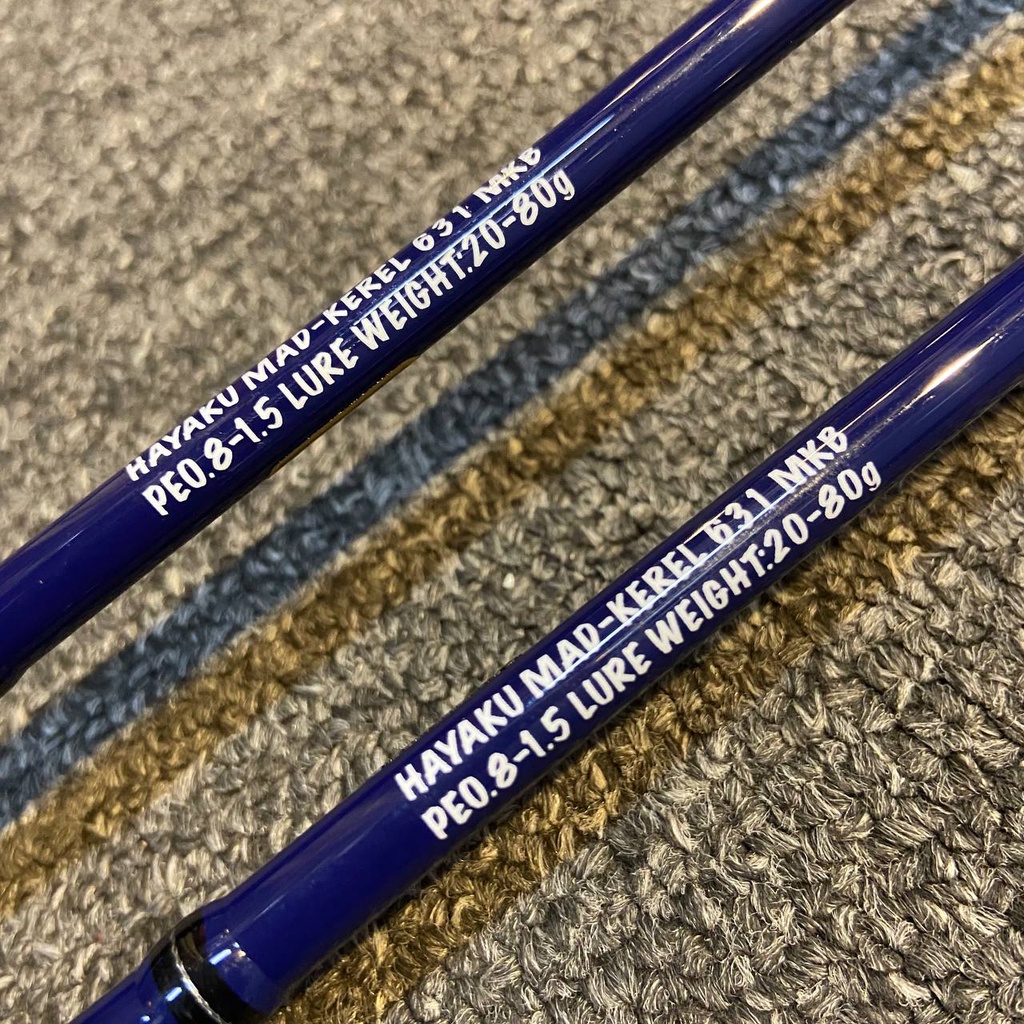 HAYAKU MAD-KEREL 631 MKB
PE0.8-1.5 LURE WEIGHT:20-80g
HAYAKU MAD-KEREL 631 MKB
PE0.8-1.5 LURE WEIGHT:20-80g